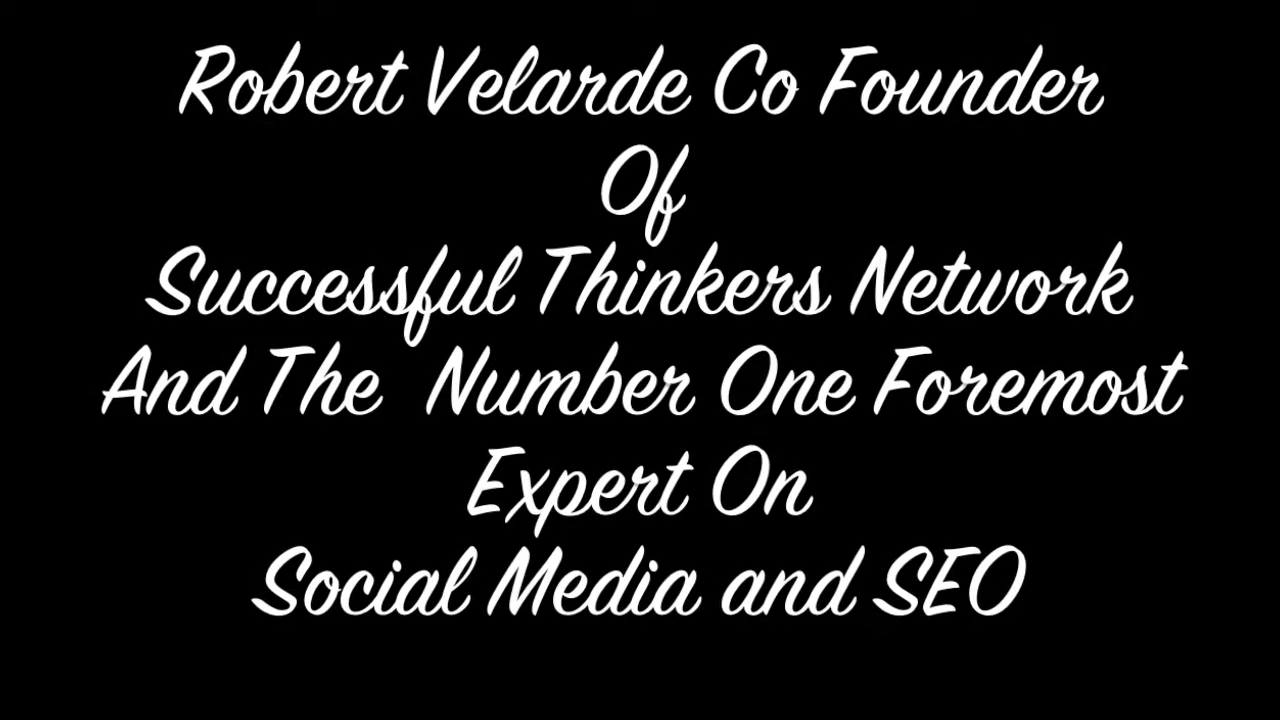 Robert Velarde Co Founder
Of
Successful Thinkers Network
And The Number One Foremost
Expert On
Social Media and SEO